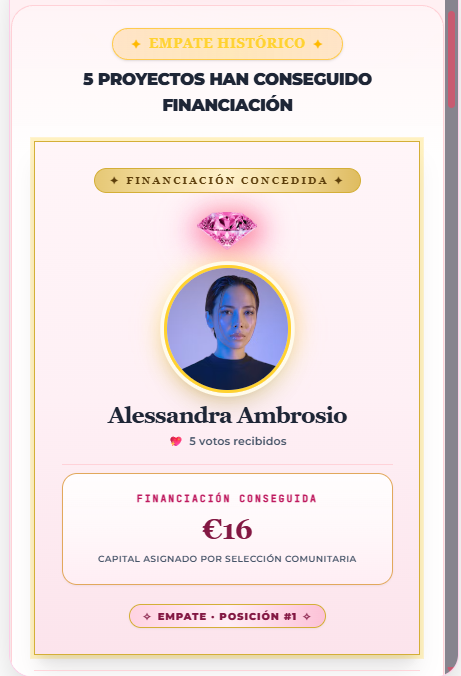 ✦ EMPATE HISTÓRICO ✦
5 PROYECTOS HAN CONSEGUIDO
FINANCIACIÓN
✦ FINANCIACIÓN CONCEDIDA ✦
Alessandra Ambrosio
5 votos recibidos
FINANCIACIÓN CONSEGUIDA
€16
CAPITAL ASIGNADO POR SELECCIÓN COMUNITARIA
✧ EMPATE · POSICIÓN #1 ✧